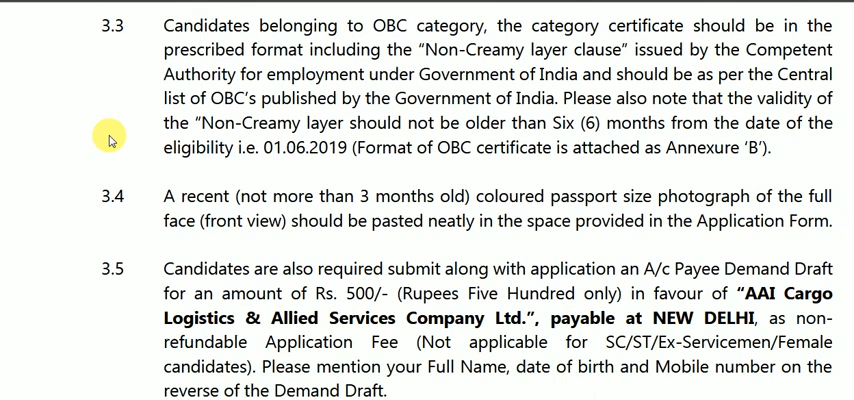 3.3 Candidates belonging to OBC category, the category certificate should be in the
prescribed format including the “Non-Creamy layer clause” issued by the Competent
Authority for employment under Government of India and should be as per the Central
list of OBC’s published by the Government of India. Please also note that the validity of
the “Non-Creamy layer should not be older than Six (6) months from the date of the
eligibility i.e. 01.06.2019 (Format of OBC certificate is attached as Annexure ‘B’).
3.4 A recent (not more than 3 months old) coloured passport size photograph of the full
face (front view) should be pasted neatly in the space provided in the Application Form.
3.5 Candidates are also required submit along with application an A/c Payee Demand Draft
for an amount of Rs. 500/- (Rupees Five Hundred only) in favour of “AAI Cargo
Logistics & Allied Services Company Ltd.”, payable at NEW DELHI, as non-
refundable Application Fee (Not applicable for SC/ST/Ex-Servicemen/Female
candidates). Please mention your Full Name, date of birth and Mobile number on the
reverse of the Demand Draft.